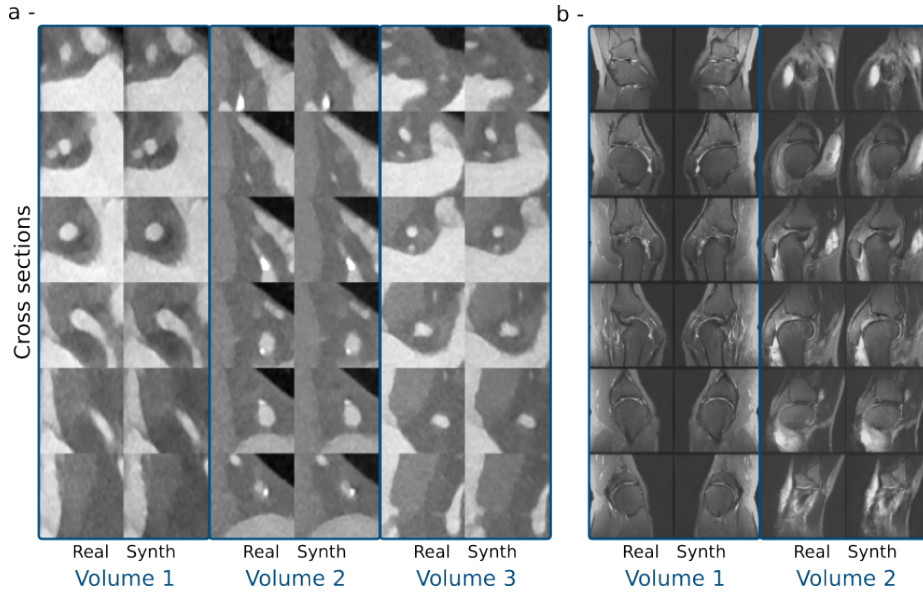 a -
b -
Cross sections
Real Synth Real Synth Real Synth Real Synth Real Synth
Volume 1 Volume 2 Volume 3 Volume 1 Volume 2